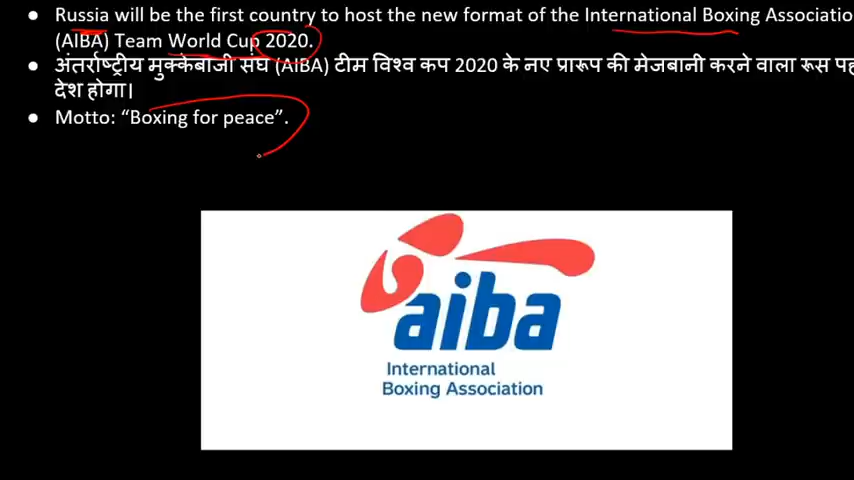 Russia will be the first country to host the new format of the International Boxing Associatio
(AIBA) Team World Cup 2020.
अंतर्राष्ट्रीय मुक्केबाजी संघ (AIBA) टीम विश्व कप 2020 के नए प्रारूप की मेजबानी करने वाला रूस पह
देश होगा।
Motto: “Boxing for peace”.
aiba
International
Boxing Association